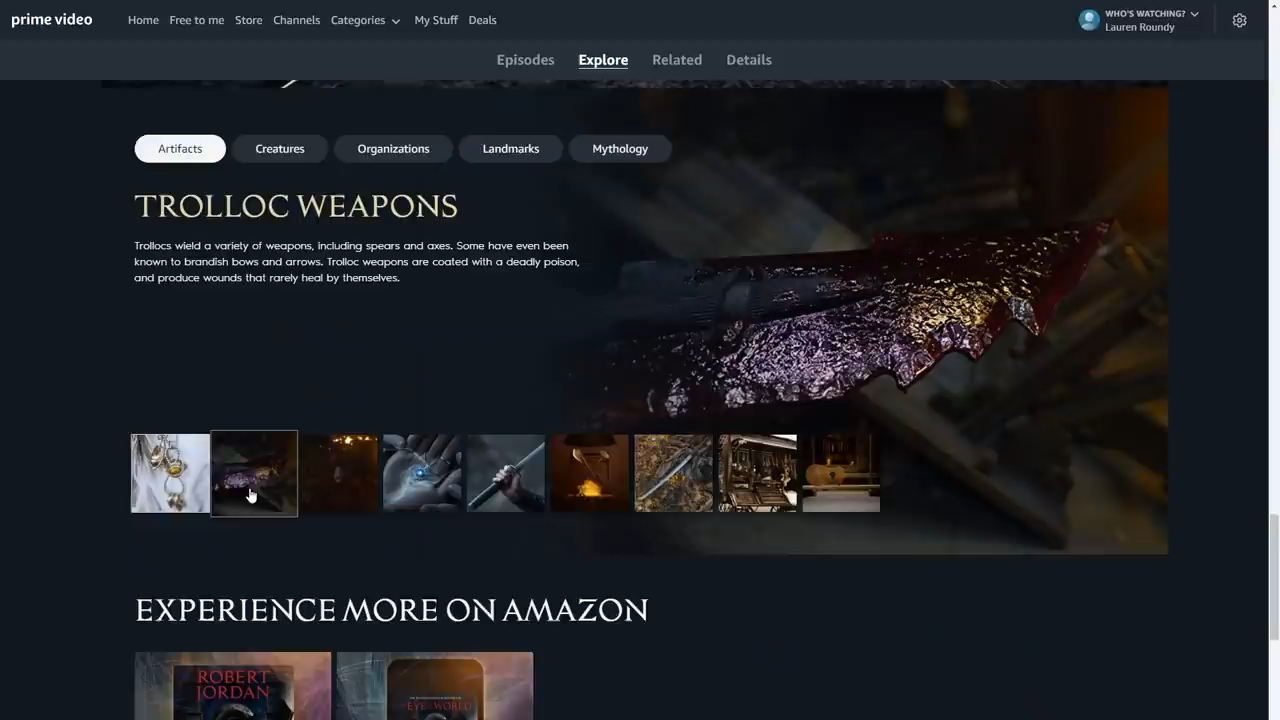 prime video
Home
Free to me
Store
Channels
Categories
My Stuff
Deals
WHO'S WATCHING?
Lauren Roundy
Episodes
Explore
Related
Details
Artifacts
Creatures
Organizations
Landmarks
Mythology
TROLLOC WEAPONS
Trollocs wield a variety of weapons, including spears and axes. Some have even been
known to brandish bows and arrows. Trolloc weapons are coated with a deadly poison,
and produce wounds that rarely heal by themselves.
EXPERIENCE MORE ON AMAZON
ROBERT
JORDAN
EYE WORLD